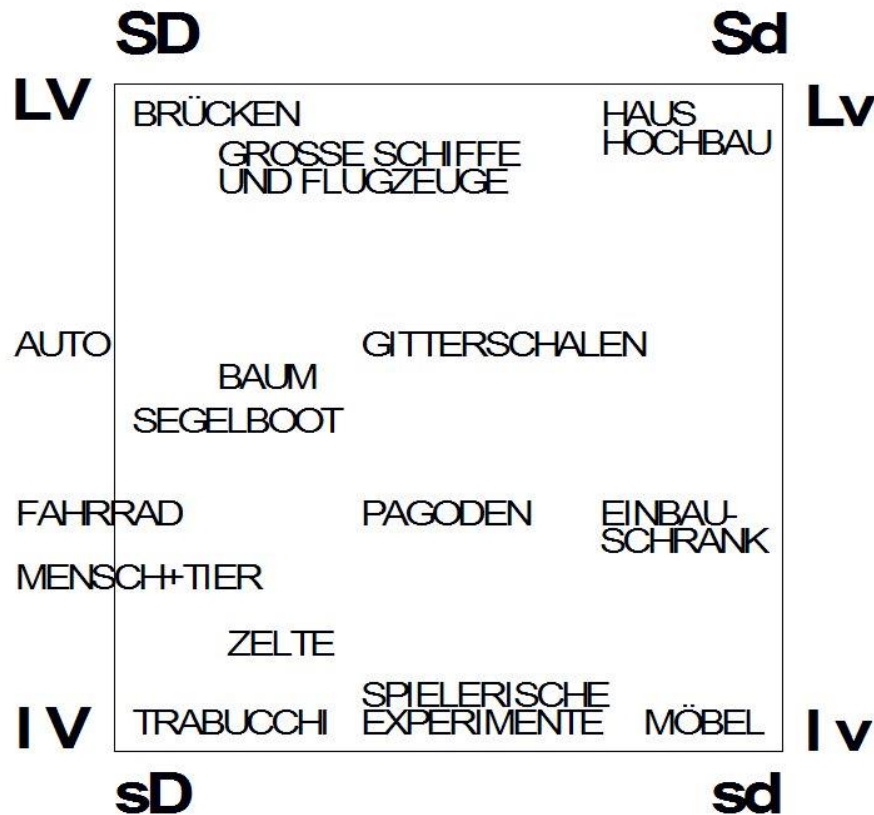 SD Sd
LV Lv
BRÜCKEN HAUS
HOCHBAU
GROSSE SCHIFFE
UND FLUGZEUGE
AUTO GITTERSCHALEN
BAUM
SEGELBOOT
FAHRRAD PAGODEN EINBAU-
SCHRANK
MENSCH+TIER
ZELTE
SPIELERISCHE
lV TRABUCCHI EXPERIMENTE MÖBEL lv
sD sd